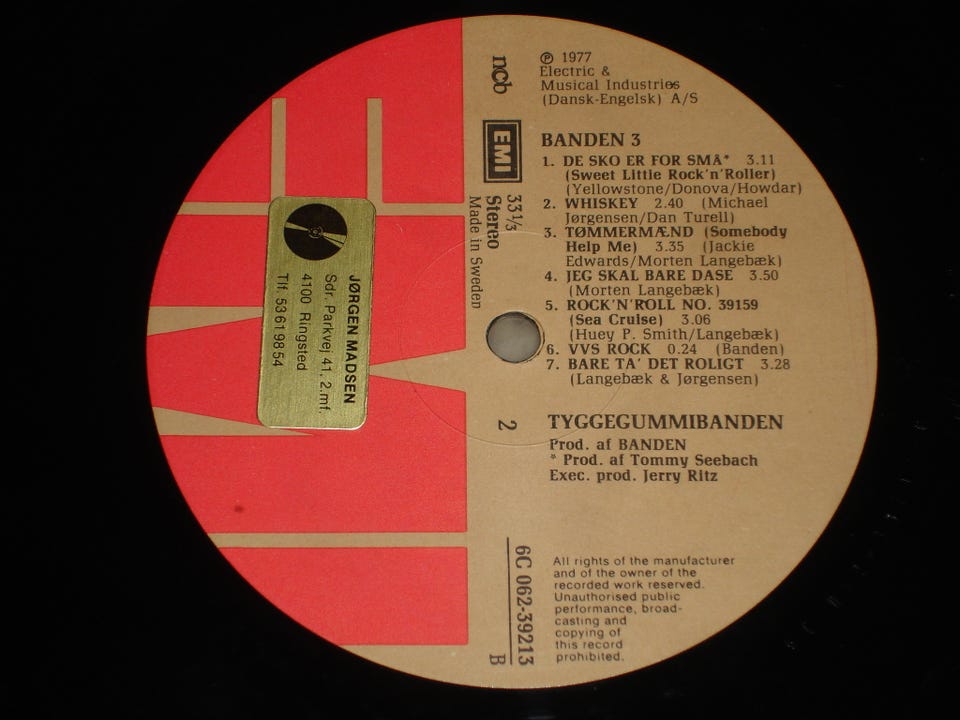 ℗ 1977
Electric &
Musical Industries
(Dansk-Engelsk) A/S
BANDEN 3
1. DE SKO ER FOR SMÅ* 3.11
(Sweet Little Rock'n'Roller)
(Yellowstone/Donova/Howdar)
2. WHISKEY 2.40 (Michael
Jørgensen/Dan Turell)
3. TØMMERMÆND (Somebody
Help Me) 3.35 (Jackie
Edwards/Morten Langebæk)
4. JEG SKAL BARE DASE 3.50
(Morten Langebæk)
5. ROCK'N'ROLL NO. 39159
(Sea Cruise) 3.06
(Huey P. Smith/Langebæk)
6. VVS ROCK 0.24 (Banden)
7. BARE TA' DET ROLIGT 3.28
(Langebæk & Jørgensen)
TYGGEGUMMIBANDEN
Prod. af BANDEN
* Prod. af Tommy Seebach
Exec. prod. Jerry Ritz
All rights of the manufacturer
and of the owner of the
recorded work reserved.
Unauthorised public
performance, broad-
casting and
copying of
this record
prohibited.
ncb
EMI
33 1/3
Stereo
Made in Sweden
2
6C 062-39213
B
JØRGEN MADSEN
Sdr. Parkvej 41, 2.mf.
4100 Ringsted
Tlf. 53 61 98 54